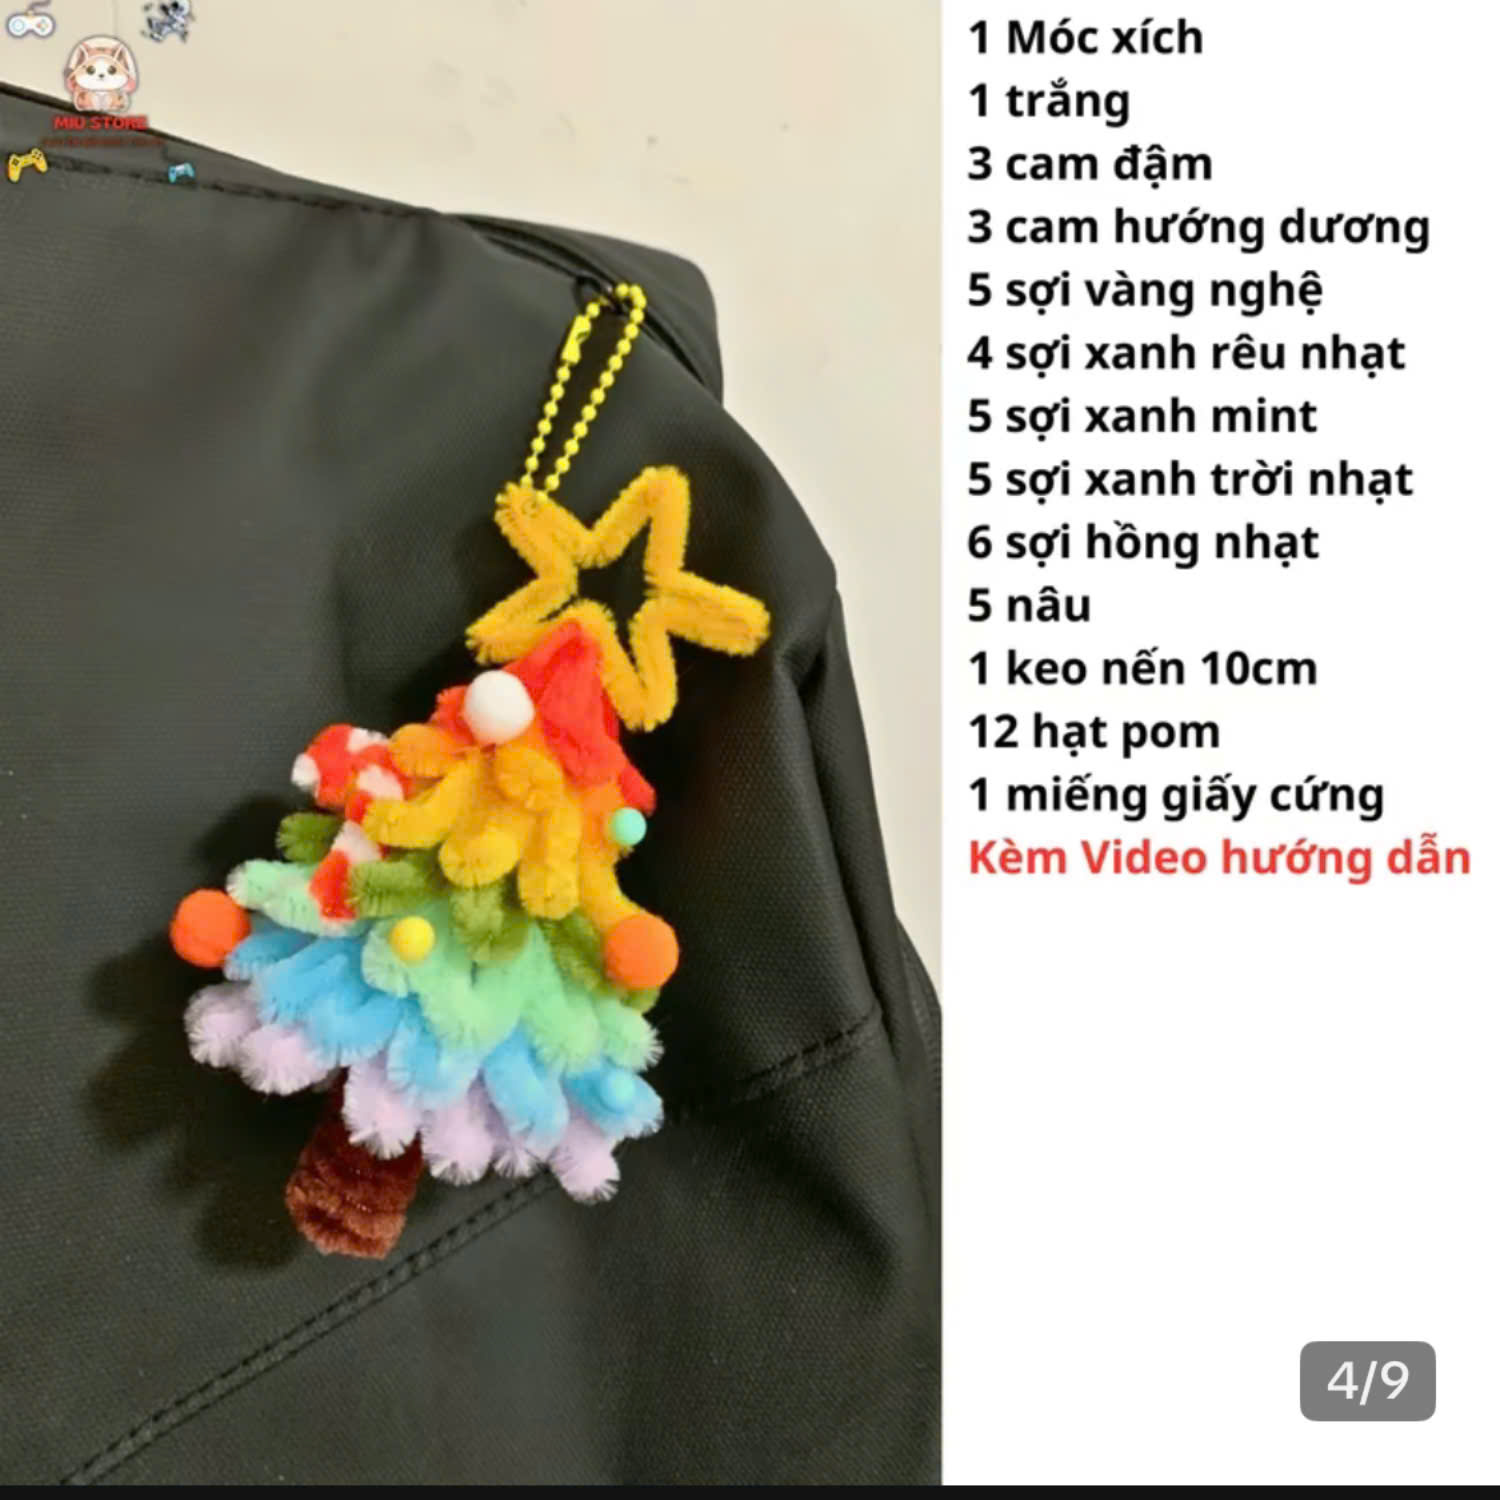 MIU STORE
1 Móc xích
1 trắng
3 cam đậm
3 cam hướng dương
5 sợi vàng nghệ
4 sợi xanh rêu nhạt
5 sợi xanh mint
5 sợi xanh trời nhạt
6 sợi hồng nhạt
5 nâu
1 keo nến 10cm
12 hạt pom
1 miếng giấy cứng
Kèm Video hướng dẫn
4/9